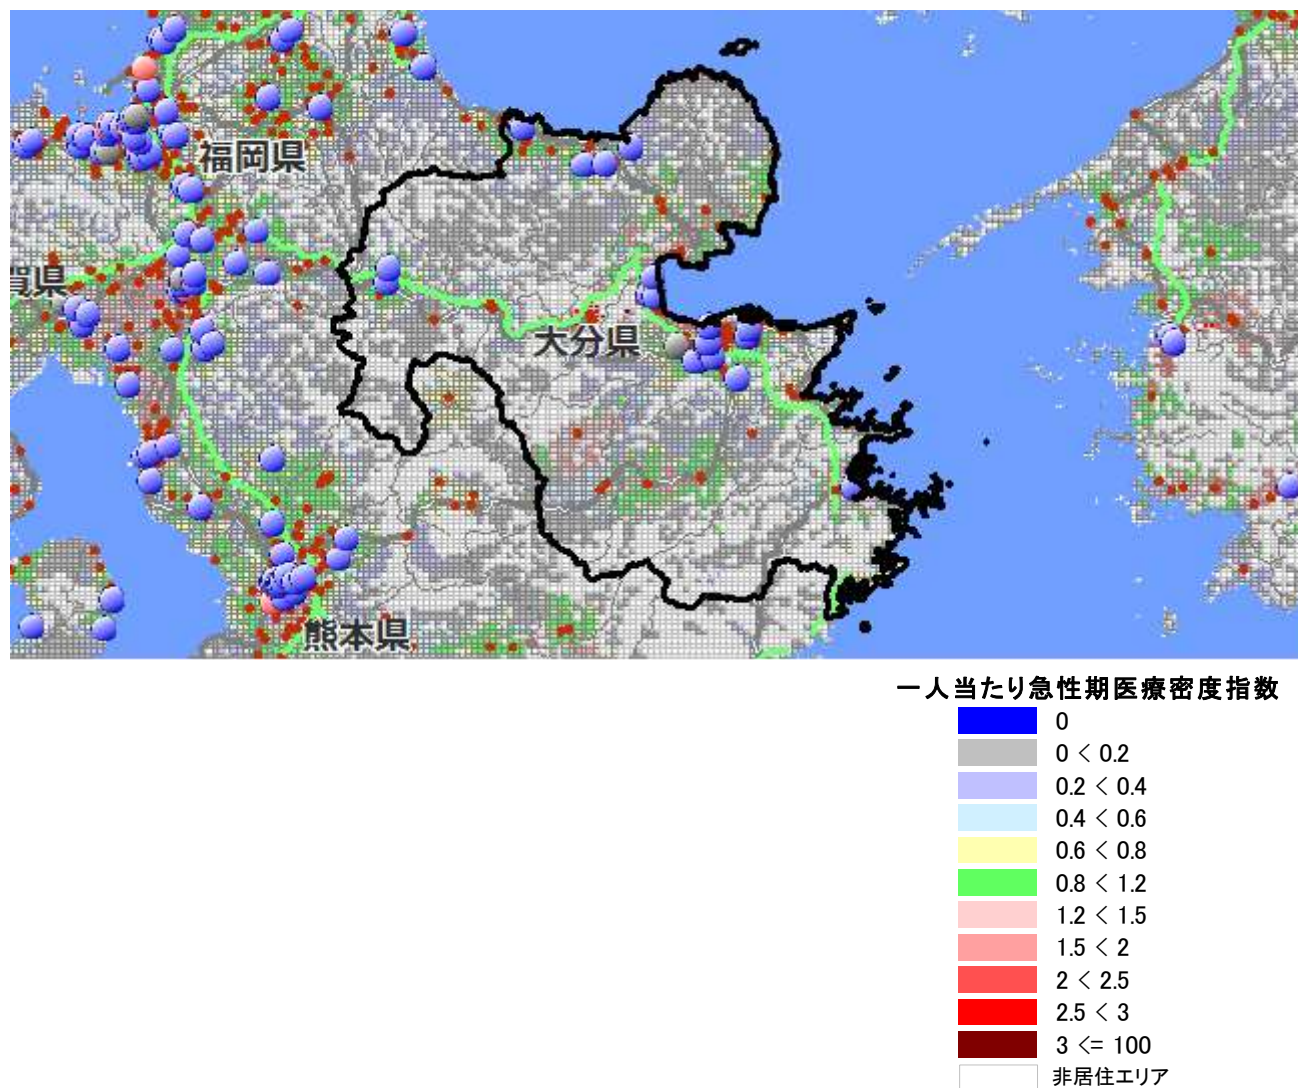 福岡県
賀県
大分県
熊本県
一人当たり急性期医療密度指数
0
0 < 0.2
0.2 < 0.4
0.4 < 0.6
0.6 < 0.8
0.8 < 1.2
1.2 < 1.5
1.5 < 2
2 < 2.5
2.5 < 3
3 <= 100
非居住エリア